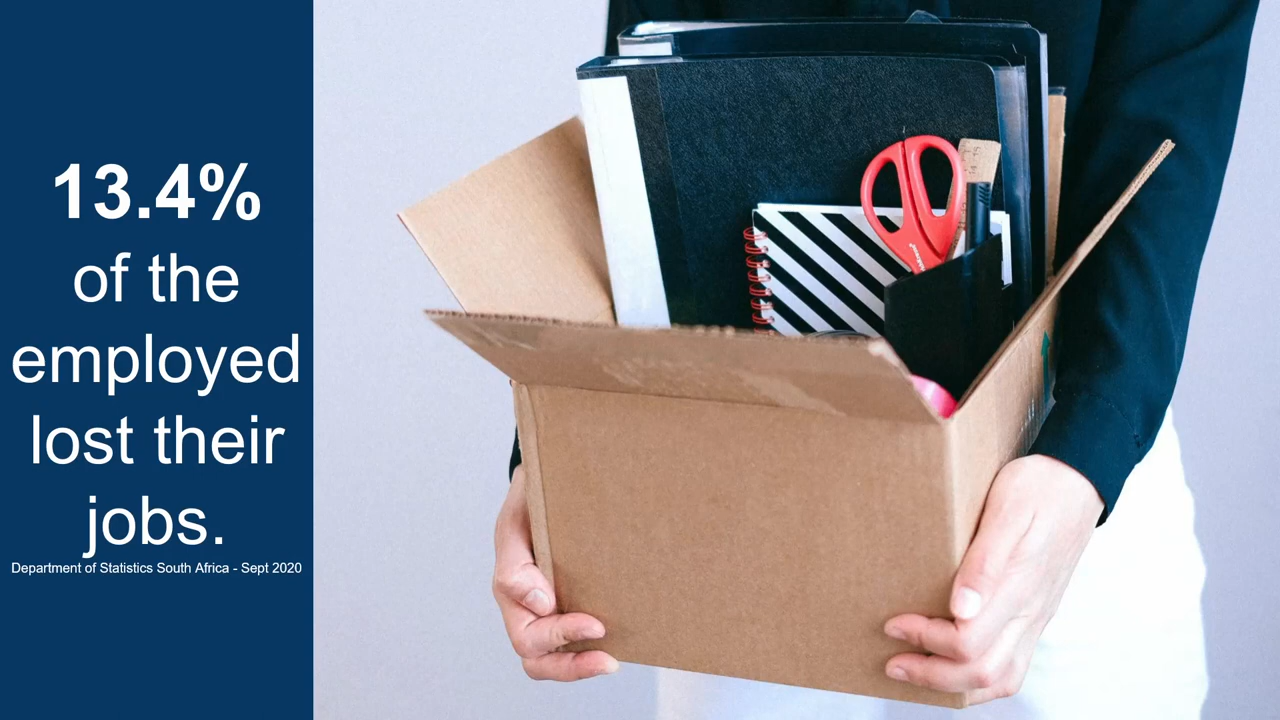 13.4%
of the
employed
lost their
jobs.
Department of Statistics South Africa - Sept 2020